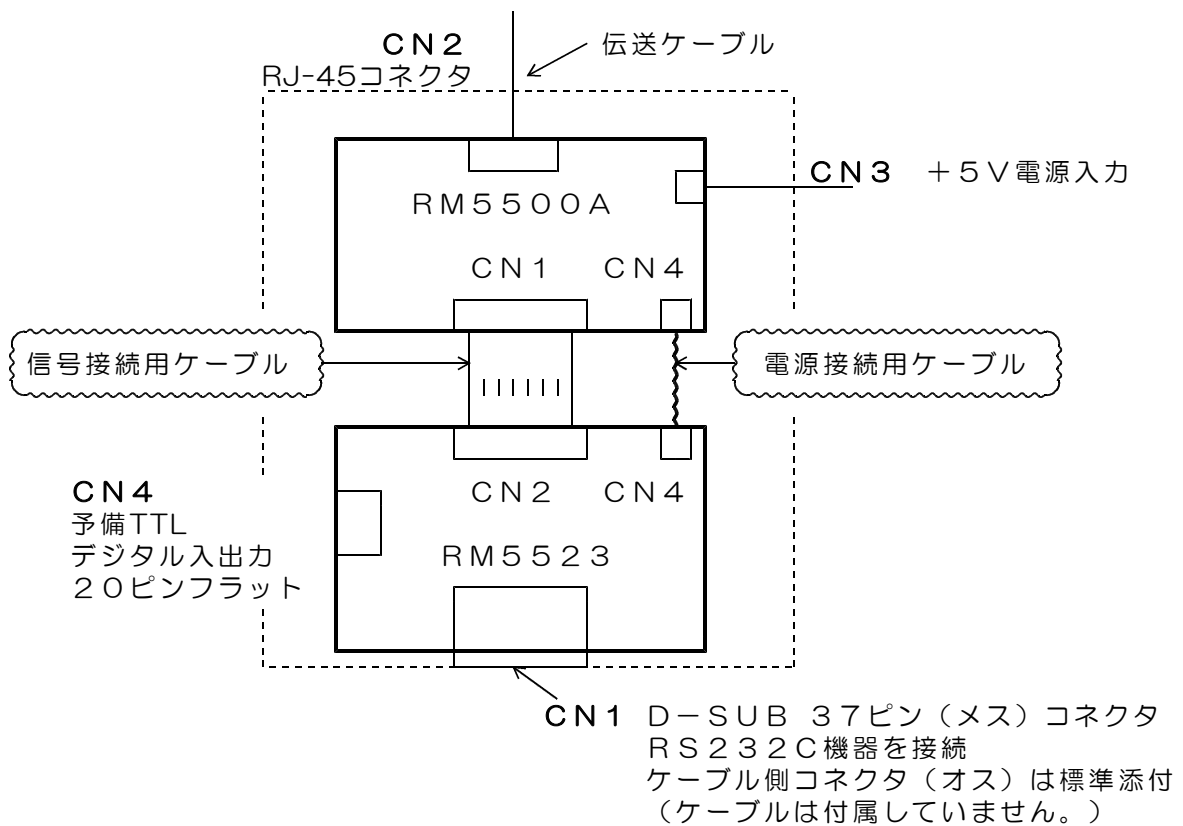 CN2
伝送ケーブル
RJ-45コネクタ
CN3 +5V電源入力
RM5500A
CN1 CN4
信号接続用ケーブル
電源接続用ケーブル
CN2 CN4
CN4
予備TTL
デジタル入出力
20ピンフラット
RM5523
CN1 D-SUB 37ピン(メス)コネクタ
RS232C機器を接続
ケーブル側コネクタ(オス)は標準添付
(ケーブルは付属していません。)